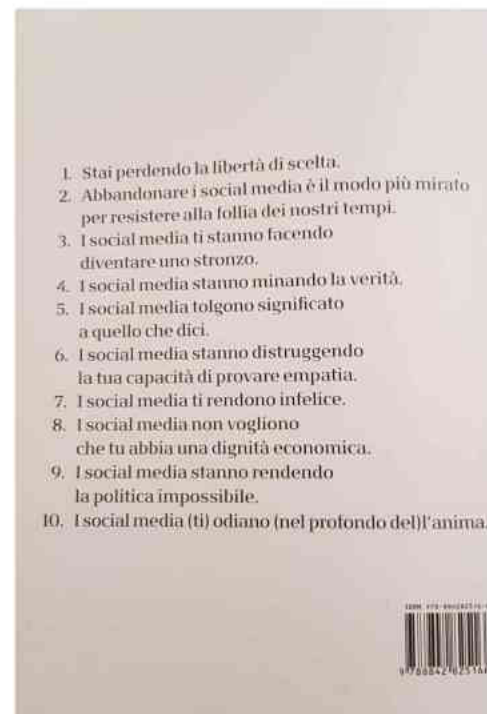 1. Stai perdendo la libertà di scelta.
2. Abbandonare i social media è il modo più mirato
per resistere alla follia dei nostri tempi.
3. I social media ti stanno facendo
diventare uno stronzo.
4. I social media stanno minando la verità.
5. I social media tolgono significato
a quello che dici.
6. I social media stanno distruggendo
la tua capacità di provare empatia.
7. I social media ti rendono infelice.
8. I social media non vogliono
che tu abbia una dignità economica.
9. I social media stanno rendendo
la politica impossibile.
10. I social media (ti) odiano (nel profondo del)l'anima.
ISBN